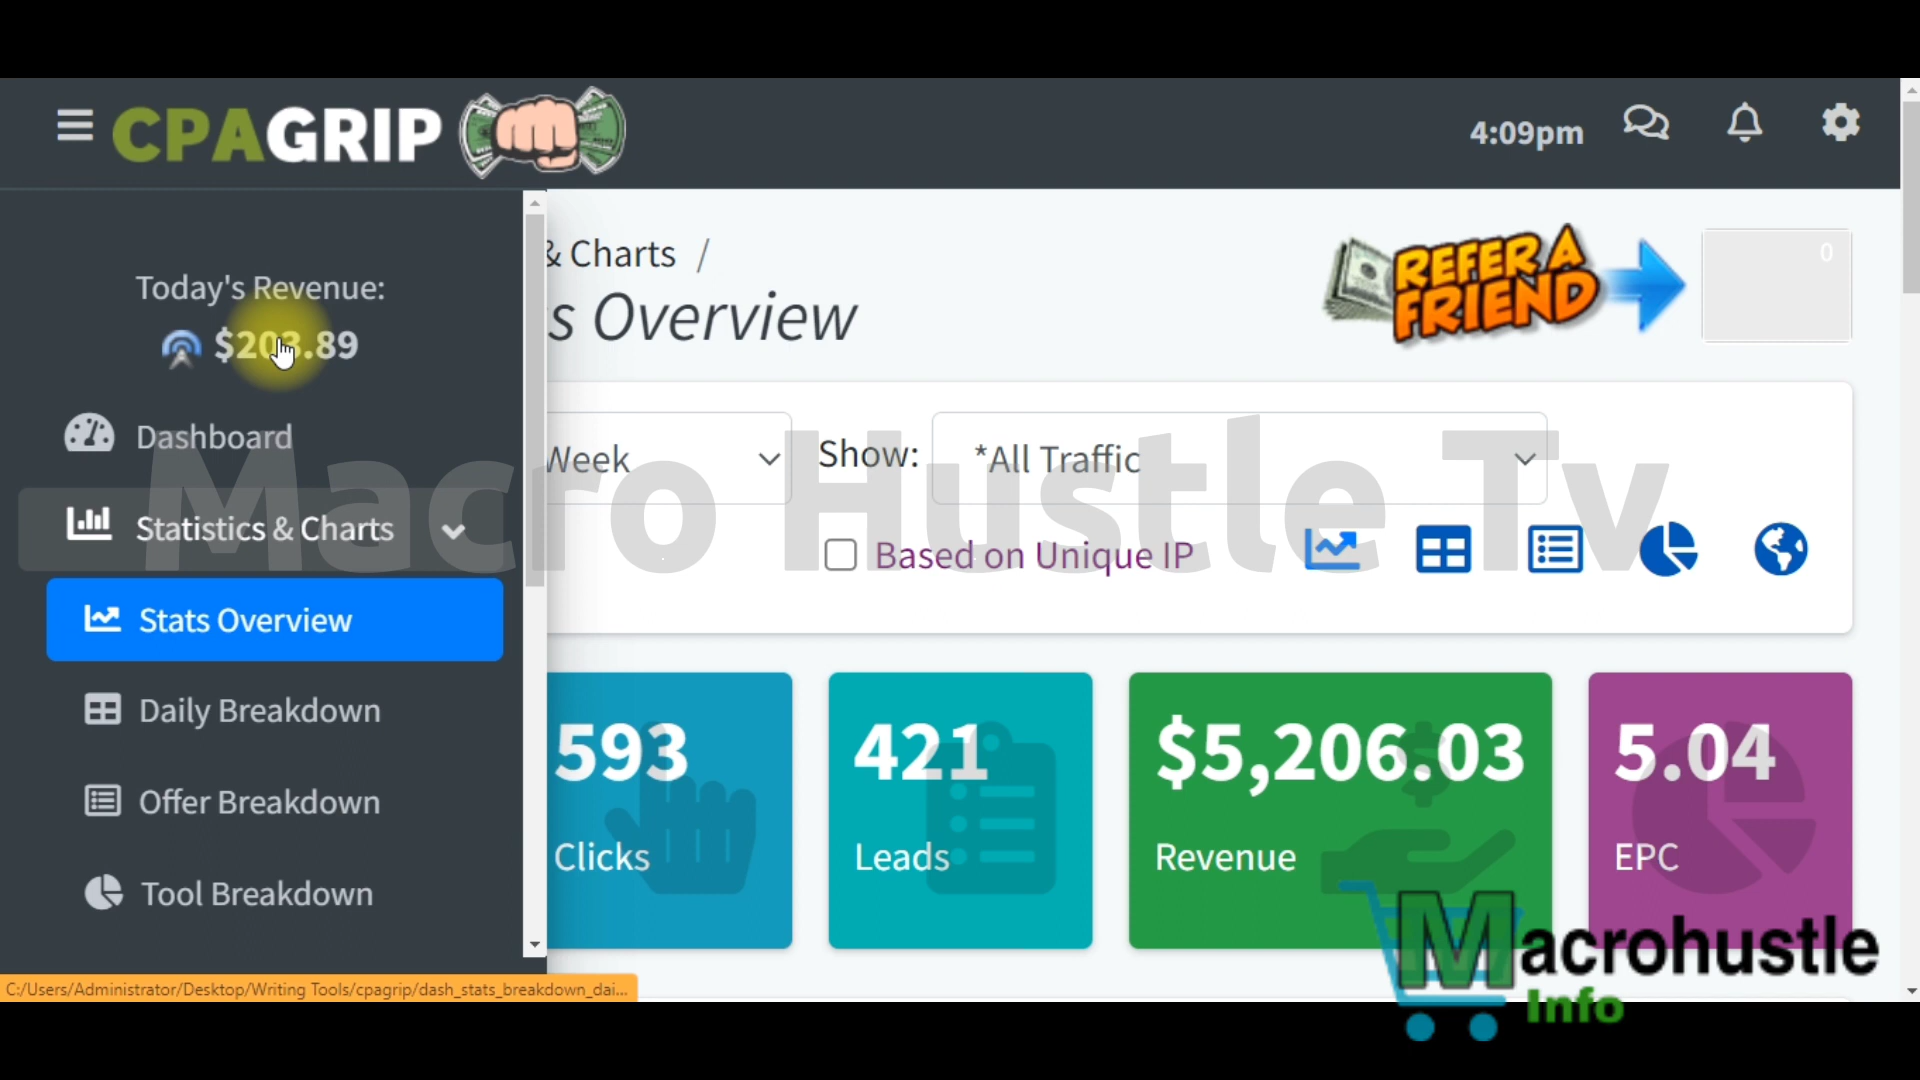 CPAGRIP
4:09pm
Today's Revenue:
$203.89
& Charts /
s Overview
REFER A
FRIEND
0
Dashboard
Week
Show:
*All Traffic
Macro Hustle Tv
Statistics & Charts
Based on Unique IP
Stats Overview
Daily Breakdown
Offer Breakdown
Tool Breakdown
593
Clicks
421
Leads
$5,206.03
Revenue
5.04
EPC
Macrohustle
Info
C:/Users/Administrator/Desktop/Writing Tools/cpagrip/dash_stats_breakdown_dai...